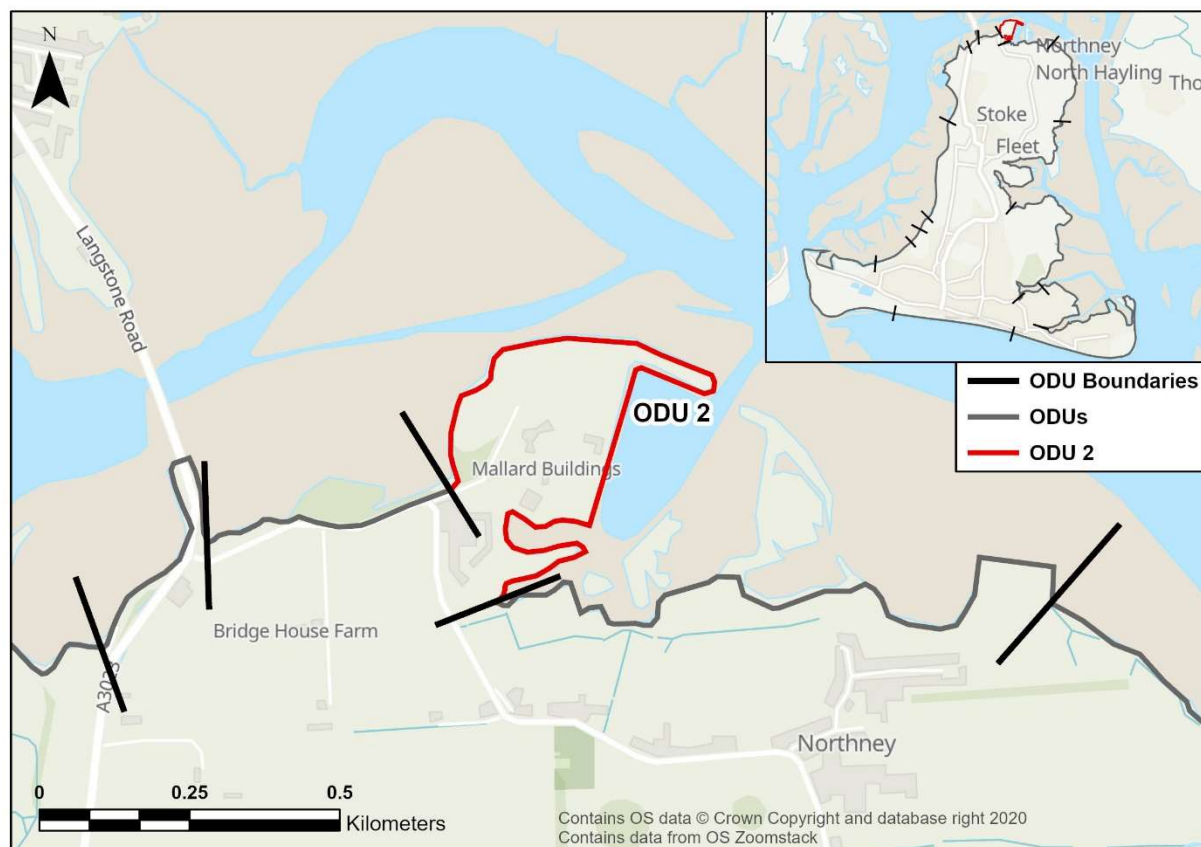 N
Langstone Road
ODU 2
Mallard Buildings
Bridge House Farm
A3023
Northney
0
0.25
0.5
Kilometers
Contains OS data © Crown Copyright and database right 2020
Contains data from OS Zoomstack
Northney
North Hayling
Tho
Stoke
Fleet
ODU Boundaries
ODUs
ODU 2